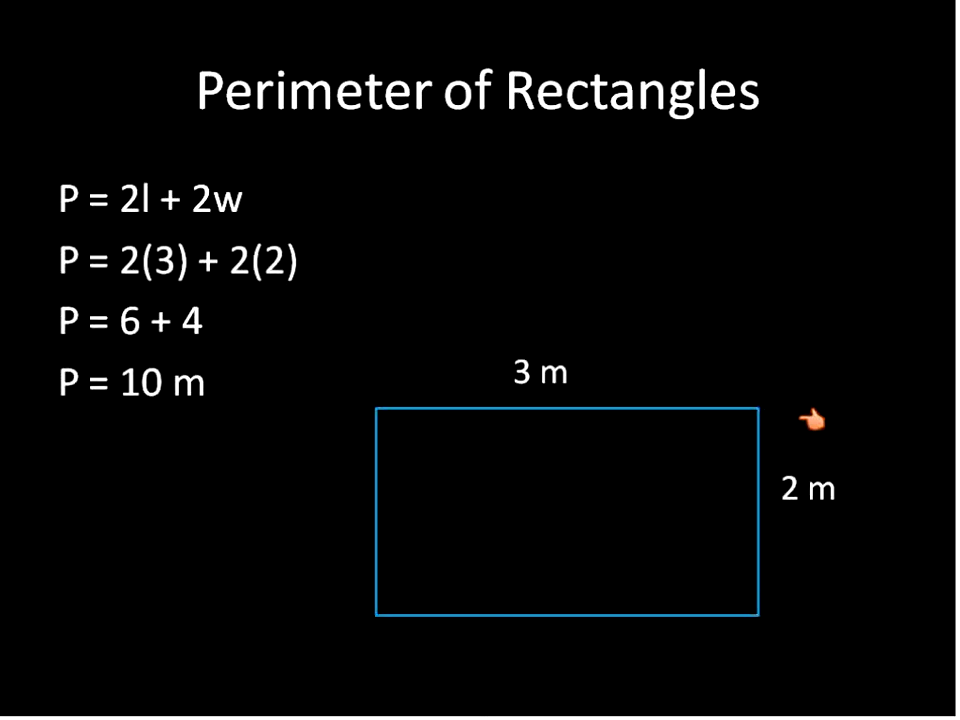 Perimeter of Rectangles
P = 2l + 2w
P = 2(3) + 2(2)
P = 6 + 4
P = 10 m
3 m
2 m